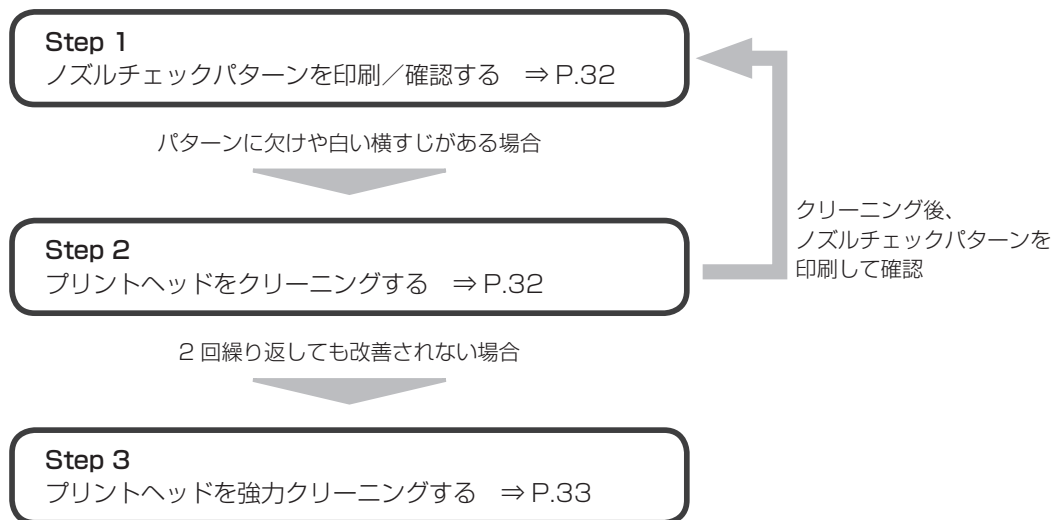 Step 1
ノズルチェックパターンを印刷／確認する　⇒ P.32
パターンに欠けや白い横すじがある場合
Step 2
プリントヘッドをクリーニングする　⇒ P.32
クリーニング後、
ノズルチェックパターンを
印刷して確認
2 回繰り返しても改善されない場合
Step 3
プリントヘッドを強力クリーニングする　⇒ P.33